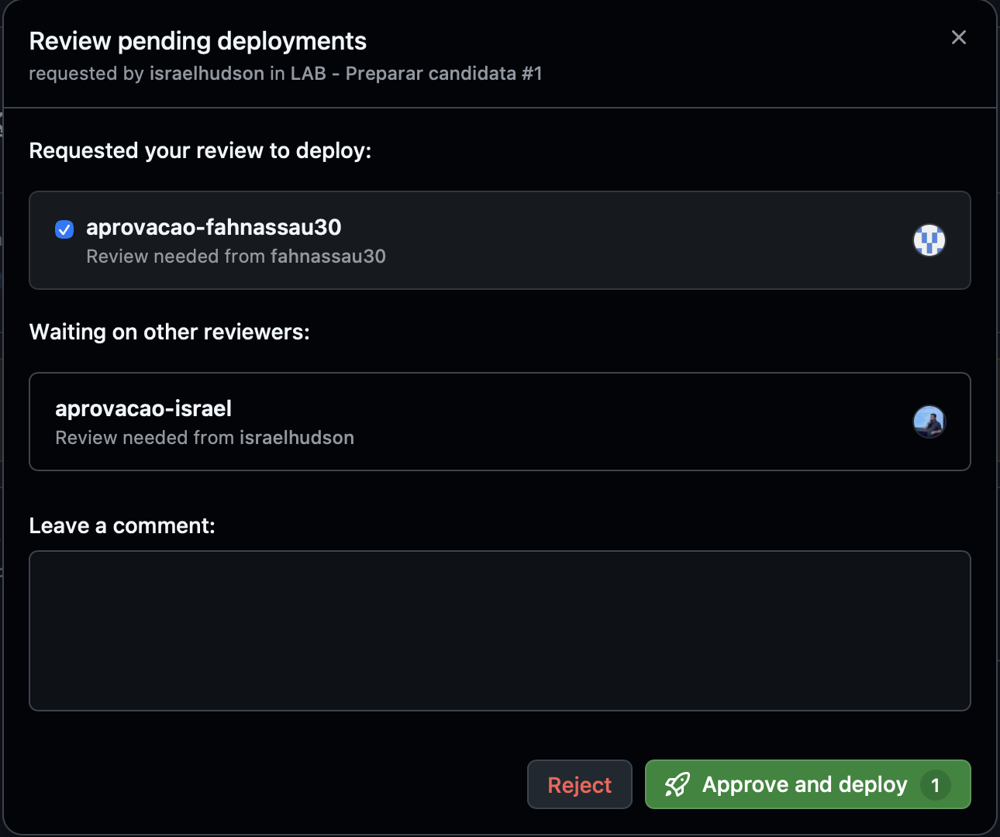 Review pending deployments
requested by israelhudson in LAB - Preparar candidata #1
Requested your review to deploy:
aprovacao-fahnassau30
Review needed from fahnassau30
Waiting on other reviewers:
aprovacao-israel
Review needed from israelhudson
Leave a comment:
Reject
Approve and deploy 1